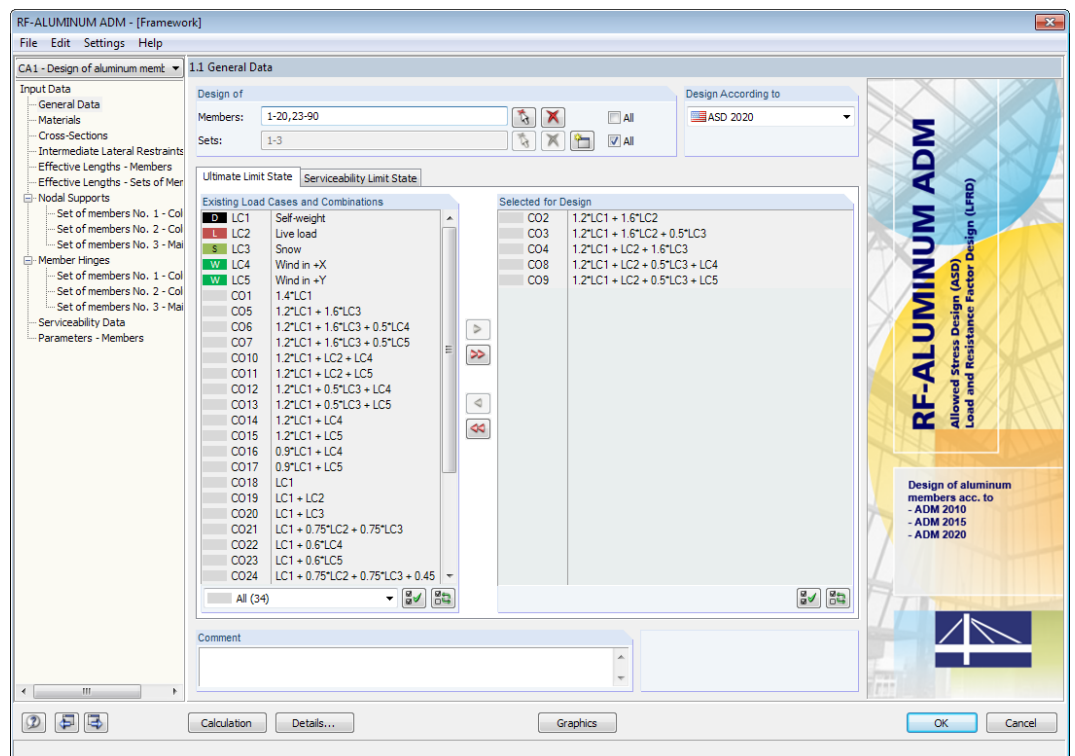 RF-ALUMINUM ADM - [Framework]
File Edit Settings Help
CA1 - Design of aluminum memb
1.1 General Data
Input Data
General Data
Materials
Cross-Sections
Intermediate Lateral Restraints
Effective Lengths - Members
Effective Lengths - Sets of Mer
Nodal Supports
Set of members No. 1 - Col
Set of members No. 2 - Col
Set of members No. 3 - Mai
Member Hinges
Set of members No. 1 - Col
Set of members No. 2 - Col
Set of members No. 3 - Mai
Serviceability Data
Parameters - Members
Design of
Members: 1-20,23-90 All
Sets: 1-3 All
Design According to
ASD 2020
Ultimate Limit State Serviceability Limit State
Existing Load Cases and Combinations
D LC1 Self-weight
L LC2 Live load
S LC3 Snow
W LC4 Wind in +X
W LC5 Wind in +Y
CO1 1.4*LC1
CO5 1.2*LC1 + 1.6*LC3
CO6 1.2*LC1 + 1.6*LC3 + 0.5*LC4
CO7 1.2*LC1 + 1.6*LC3 + 0.5*LC5
CO10 1.2*LC1 + LC2 + LC4
CO11 1.2*LC1 + LC2 + LC5
CO12 1.2*LC1 + 0.5*LC3 + LC4
CO13 1.2*LC1 + 0.5*LC3 + LC5
CO14 1.2*LC1 + LC4
CO15 1.2*LC1 + LC5
CO16 0.9*LC1 + LC4
CO17 0.9*LC1 + LC5
CO18 LC1
CO19 LC1 + LC2
CO20 LC1 + LC3
CO21 LC1 + 0.75*LC2 + 0.75*LC3
CO22 LC1 + 0.6*LC4
CO23 LC1 + 0.6*LC5
CO24 LC1 + 0.75*LC2 + 0.75*LC3 + 0.45
All (34)
Selected for Design
CO2 1.2*LC1 + 1.6*LC2
CO3 1.2*LC1 + 1.6*LC2 + 0.5*LC3
CO4 1.2*LC1 + LC2 + 1.6*LC3
CO8 1.2*LC1 + LC2 + 0.5*LC3 + LC4
CO9 1.2*LC1 + LC2 + 0.5*LC3 + LC5
Comment
RF-ALUMINUM ADM
Allowed Stress Design (ASD)
Load and Resistance Factor Design (LFRD)
Design of aluminum
members acc. to
- ADM 2010
- ADM 2015
- ADM 2020
Calculation Details... Graphics OK Cancel